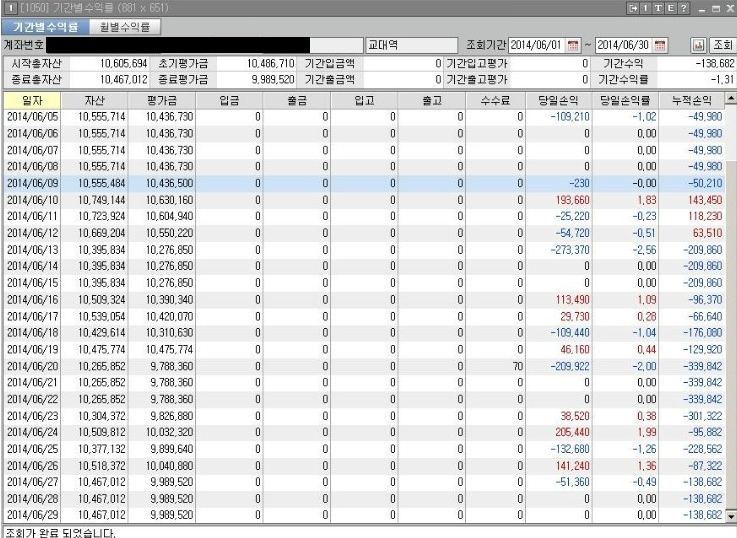 [1050] 기간별수익률 (881 x 651) 1 T E ?
기간별수익률 월별수익률
계좌번호 교대역 조회기간 2014/06/01 ~ 2014/06/30 조회
시작총자산 10,605,694 초기평가금 10,486,710 기간입금액 0 기간입고평가 0 기간수익 -138,682
종료총자산 10,467,012 종료평가금 9,989,520 기간출금액 0 기간출고평가 0 기간수익률 -1,31
일자 자산 평가금 입금 출금 입고 출고 수수료 당일손익 당일손익률 누적손익
2014/06/05 10,555,714 10,436,730 0 0 0 0 0 -109,210 -1,02 -49,980
2014/06/06 10,555,714 10,436,730 0 0 0 0 0 0 0,00 -49,980
2014/06/07 10,555,714 10,436,730 0 0 0 0 0 0 0,00 -49,980
2014/06/08 10,555,714 10,436,730 0 0 0 0 0 0 0,00 -49,980
2014/06/09 10,555,484 10,436,500 0 0 0 0 0 -230 -0,00 -50,210
2014/06/10 10,749,144 10,630,160 0 0 0 0 0 193,660 1,83 143,450
2014/06/11 10,723,924 10,604,940 0 0 0 0 0 -25,220 -0,23 118,230
2014/06/12 10,669,204 10,550,220 0 0 0 0 0 -54,720 -0,51 63,510
2014/06/13 10,395,834 10,276,850 0 0 0 0 0 -273,370 -2,56 -209,860
2014/06/14 10,395,834 10,276,850 0 0 0 0 0 0 0,00 -209,860
2014/06/15 10,395,834 10,276,850 0 0 0 0 0 0 0,00 -209,860
2014/06/16 10,509,324 10,390,340 0 0 0 0 0 113,490 1,09 -96,370
2014/06/17 10,539,054 10,420,070 0 0 0 0 0 29,730 0,28 -66,640
2014/06/18 10,429,614 10,310,630 0 0 0 0 0 -109,440 -1,04 -176,080
2014/06/19 10,475,774 10,475,774 0 0 0 0 0 46,160 0,44 -129,920
2014/06/20 10,265,852 9,788,360 0 0 0 0 70 -209,922 -2,00 -339,842
2014/06/21 10,265,852 9,788,360 0 0 0 0 0 0 0,00 -339,842
2014/06/22 10,265,852 9,788,360 0 0 0 0 0 0 0,00 -339,842
2014/06/23 10,304,372 9,826,880 0 0 0 0 0 38,520 0,38 -301,322
2014/06/24 10,509,812 10,032,320 0 0 0 0 0 205,440 1,99 -95,882
2014/06/25 10,377,132 9,899,640 0 0 0 0 0 -132,680 -1,26 -228,562
2014/06/26 10,518,372 10,040,880 0 0 0 0 0 141,240 1,36 -87,322
2014/06/27 10,467,012 9,989,520 0 0 0 0 0 -51,360 -0,49 -138,682
2014/06/28 10,467,012 9,989,520 0 0 0 0 0 0 0,00 -138,682
2014/06/29 10,467,012 9,989,520 0 0 0 0 0 0 0,00 -138,682
조회가 완료 되었습니다.